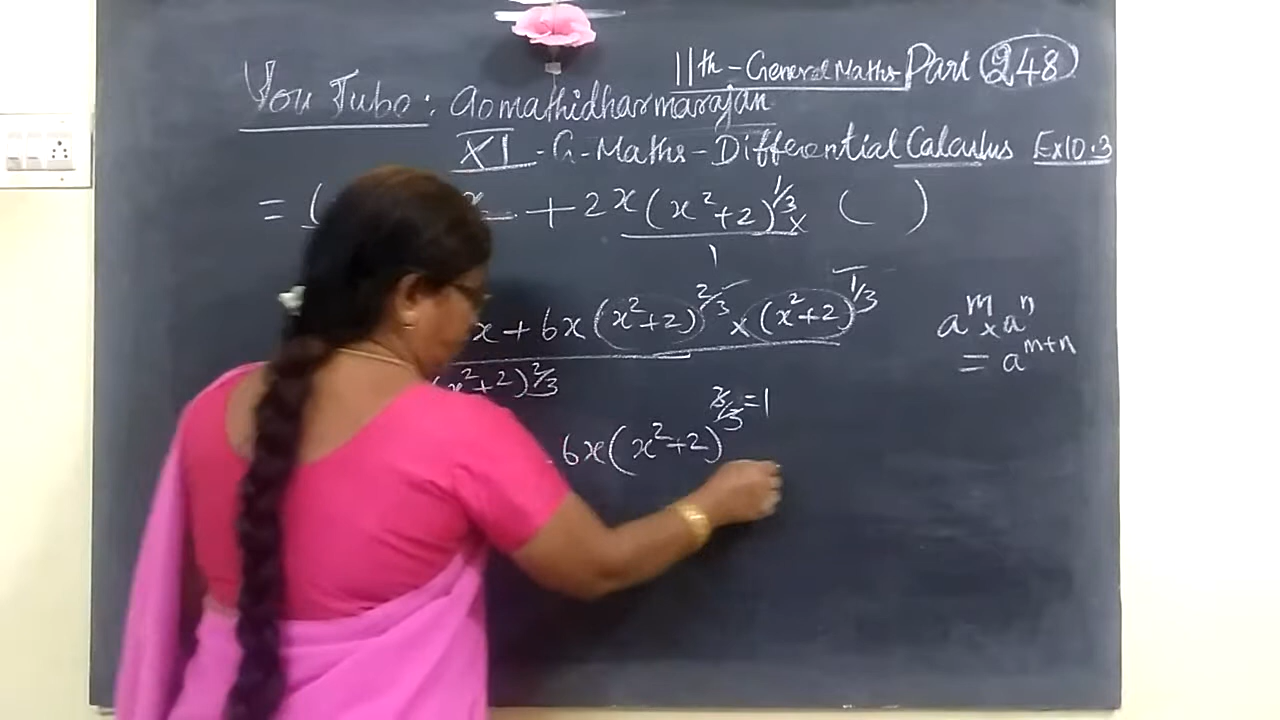 11th - General Maths Part 248
You Tube: Gomathidharmarajan
XI - G - Maths - Differential Calculus Ex 10.3
= ( + 2x(x²+2)^1/3 × ( )
1
x + 6x(x²+2)^2/3 × (x²+2)^1/3
(x²+2)^2/3
a^m × a^n
= a^m+n
6x(x²+2)^3/3 = 1